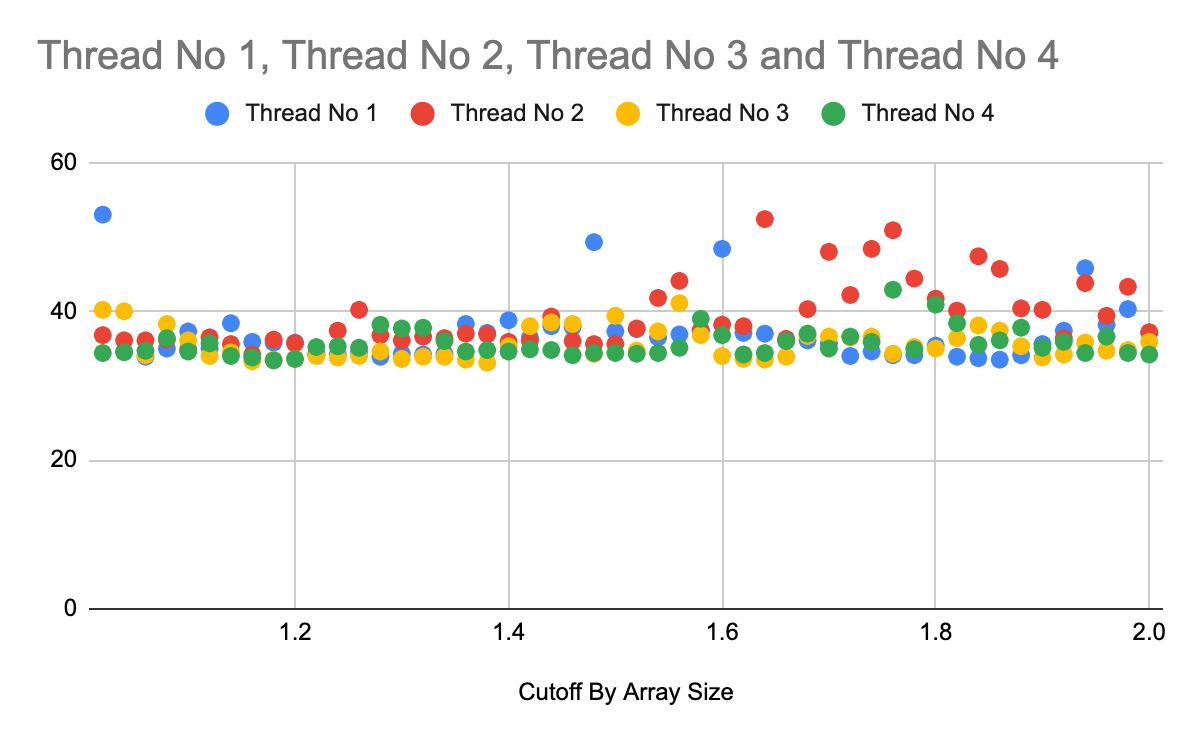 Thread No 1, Thread No 2, Thread No 3 and Thread No 4
Thread No 1 Thread No 2 Thread No 3 Thread No 4
60
40
20
0
1.2 1.4 1.6 1.8 2.0
Cutoff By Array Size